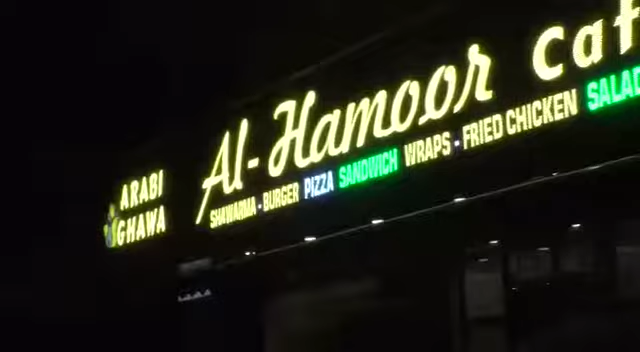 ARABI
GHAWA
Al-Hamoor Caf
SHAWARMA - BURGER PIZZA SANDWICH WRAPS - FRIED CHICKEN SALAD